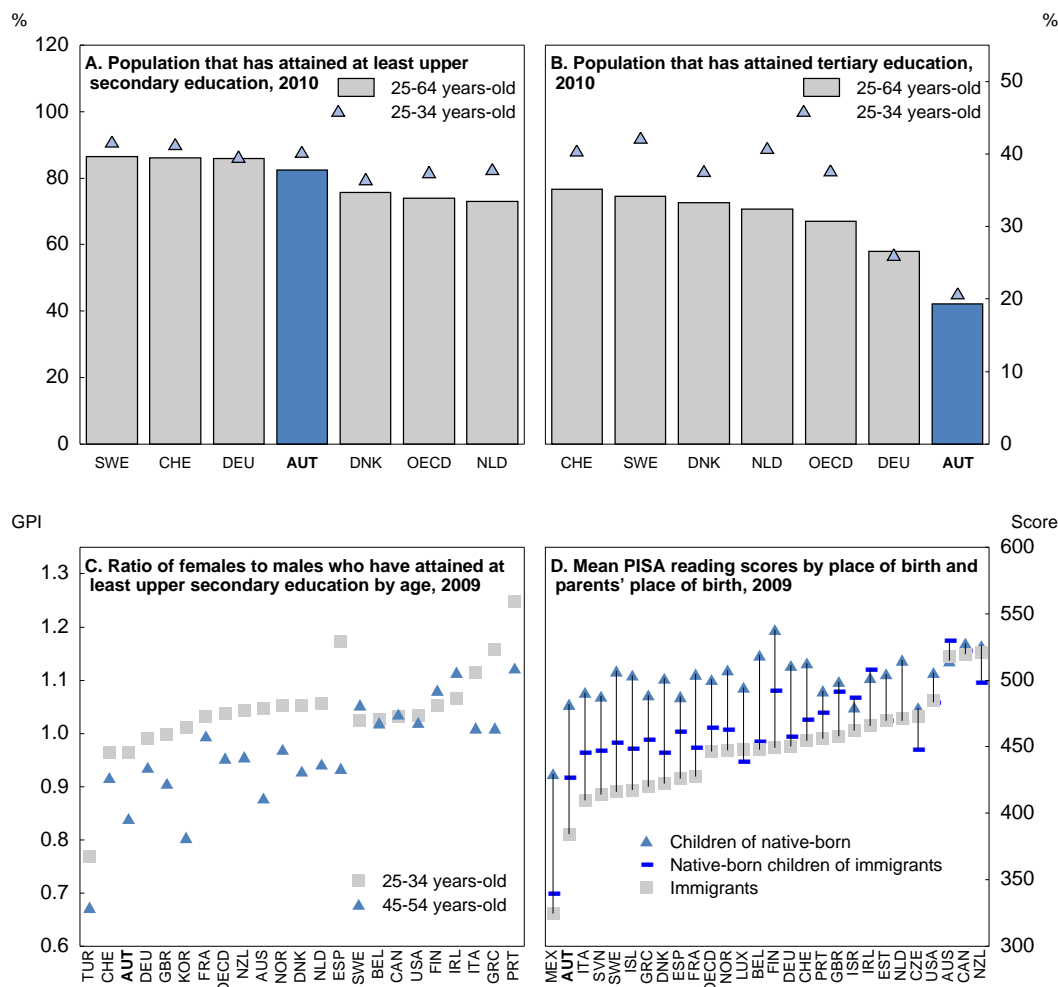 %
%
120
100
80
60
40
20
0
A. Population that has attained at least upper
secondary education, 2010
25-64 years-old
25-34 years-old
SWE CHE DEU AUT DNK OECD NLD
B. Population that has attained tertiary education,
2010
25-64 years-old
25-34 years-old
50
40
30
20
10
0
CHE SWE DNK NLD OECD DEU AUT
GPI
Score
1.3
1.2
1.1
1.0
0.9
0.8
0.7
0.6
C. Ratio of females to males who have attained at
least upper secondary education by age, 2009
25-34 years-old
45-54 years-old
TUR CHE AUT DEU GBR KOR FRA OECD NZL AUS NOR DNK NLD ESP SWE BEL CAN USA FIN IRL ITA GRC PRT
D. Mean PISA reading scores by place of birth and
parents' place of birth, 2009
Children of native-born
Native-born children of immigrants
Immigrants
600
550
500
450
400
350
300
MEX AUT ITA SVN SWE ISL GRC DNK ESP FRA OECD NOR LUX BEL FIN DEU CHE PRT GBR ISR IRL EST NLD CZE USA AUS CAN NZL